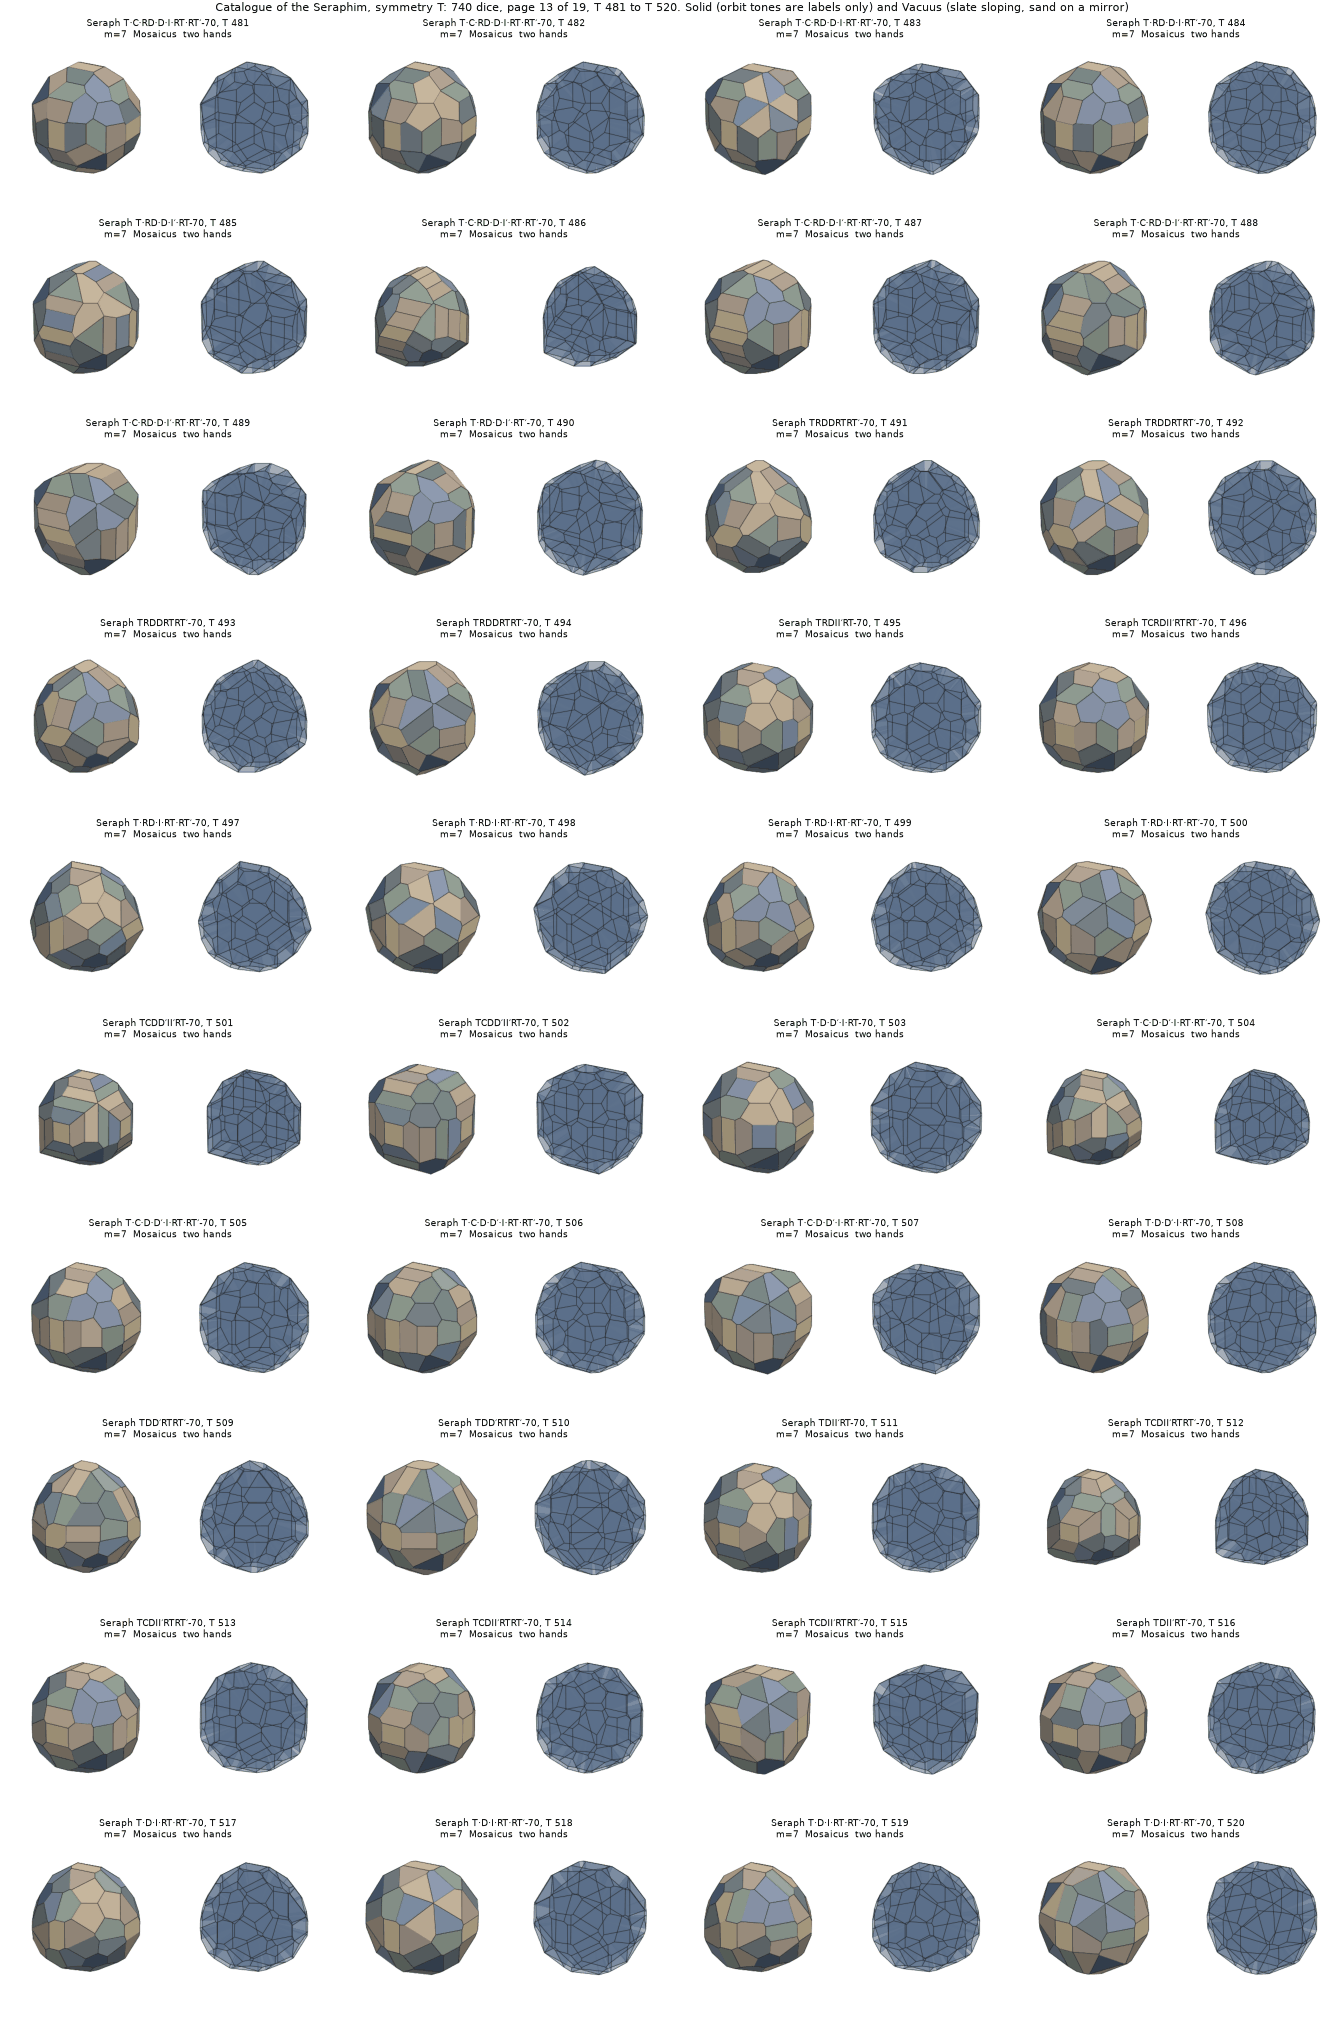 Catalogue of the Seraphim, symmetry T: 740 dice, page 13 of 19, T 481 to T 520. Solid (orbit tones are labels only) and Vacuus (slate sloping, sand on a mirror)
Seraph T·C·RD·D·I·RT·RT′-70, T 481
m=7 Mosaicus two hands
Seraph T·C·RD·D·I·RT·RT′-70, T 482
m=7 Mosaicus two hands
Seraph T·C·RD·D·I·RT·RT′-70, T 483
m=7 Mosaicus two hands
Seraph T·RD·D·I·RT′-70, T 484
m=7 Mosaicus two hands
Seraph T·RD·D·I′·RT-70, T 485
m=7 Mosaicus two hands
Seraph T·C·RD·D·I′·RT·RT′-70, T 486
m=7 Mosaicus two hands
Seraph T·C·RD·D·I′·RT·RT′-70, T 487
m=7 Mosaicus two hands
Seraph T·C·RD·D·I′·RT·RT′-70, T 488
m=7 Mosaicus two hands
Seraph T·C·RD·D·I′·RT·RT′-70, T 489
m=7 Mosaicus two hands
Seraph T·RD·D·I′·RT′-70, T 490
m=7 Mosaicus two hands
Seraph TRDDRTRT′-70, T 491
m=7 Mosaicus two hands
Seraph TRDDRTRT′-70, T 492
m=7 Mosaicus two hands
Seraph TRDDRTRT′-70, T 493
m=7 Mosaicus two hands
Seraph TRDDRTRT′-70, T 494
m=7 Mosaicus two hands
Seraph TRDII′RT-70, T 495
m=7 Mosaicus two hands
Seraph TCRDII′RTRT′-70, T 496
m=7 Mosaicus two hands
Seraph T·RD·I·RT·RT′-70, T 497
m=7 Mosaicus two hands
Seraph T·RD·I·RT·RT′-70, T 498
m=7 Mosaicus two hands
Seraph T·RD·I·RT·RT′-70, T 499
m=7 Mosaicus two hands
Seraph T·RD·I·RT·RT′-70, T 500
m=7 Mosaicus two hands
Seraph TCDD′II′RT-70, T 501
m=7 Mosaicus two hands
Seraph TCDD′II′RT-70, T 502
m=7 Mosaicus two hands
Seraph T·D·D′·I·RT-70, T 503
m=7 Mosaicus two hands
Seraph T·C·D·D′·I·RT·RT′-70, T 504
m=7 Mosaicus two hands
Seraph T·C·D·D′·I·RT·RT′-70, T 505
m=7 Mosaicus two hands
Seraph T·C·D·D′·I·RT·RT′-70, T 506
m=7 Mosaicus two hands
Seraph T·C·D·D′·I·RT·RT′-70, T 507
m=7 Mosaicus two hands
Seraph T·D·D′·I·RT′-70, T 508
m=7 Mosaicus two hands
Seraph TDD′RTRT′-70, T 509
m=7 Mosaicus two hands
Seraph TDD′RTRT′-70, T 510
m=7 Mosaicus two hands
Seraph TDII′RT-70, T 511
m=7 Mosaicus two hands
Seraph TCDII′RTRT′-70, T 512
m=7 Mosaicus two hands
Seraph TCDII′RTRT′-70, T 513
m=7 Mosaicus two hands
Seraph TCDII′RTRT′-70, T 514
m=7 Mosaicus two hands
Seraph TCDII′RTRT′-70, T 515
m=7 Mosaicus two hands
Seraph TDII′RT′-70, T 516
m=7 Mosaicus two hands
Seraph T·D·I·RT·RT′-70, T 517
m=7 Mosaicus two hands
Seraph T·D·I·RT·RT′-70, T 518
m=7 Mosaicus two hands
Seraph T·D·I·RT·RT′-70, T 519
m=7 Mosaicus two hands
Seraph T·D·I·RT·RT′-70, T 520
m=7 Mosaicus two hands